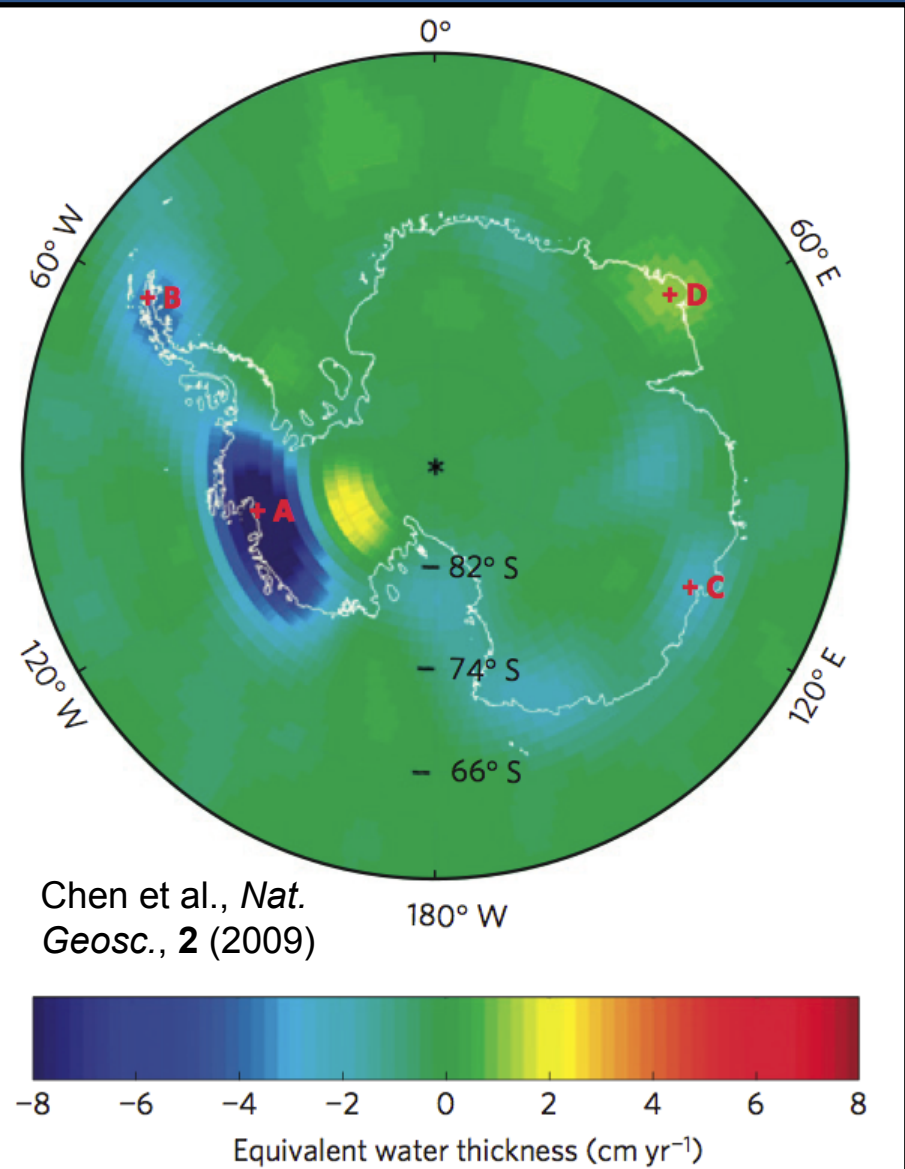 0°
60° W
60° E
B
D
A
82° S
C
74° S
120° W
120° E
66° S
Chen et al., Nat.
Geosc., 2 (2009)
180° W
−8 −6 −4 −2 0 2 4 6 8
Equivalent water thickness (cm yr⁻¹)